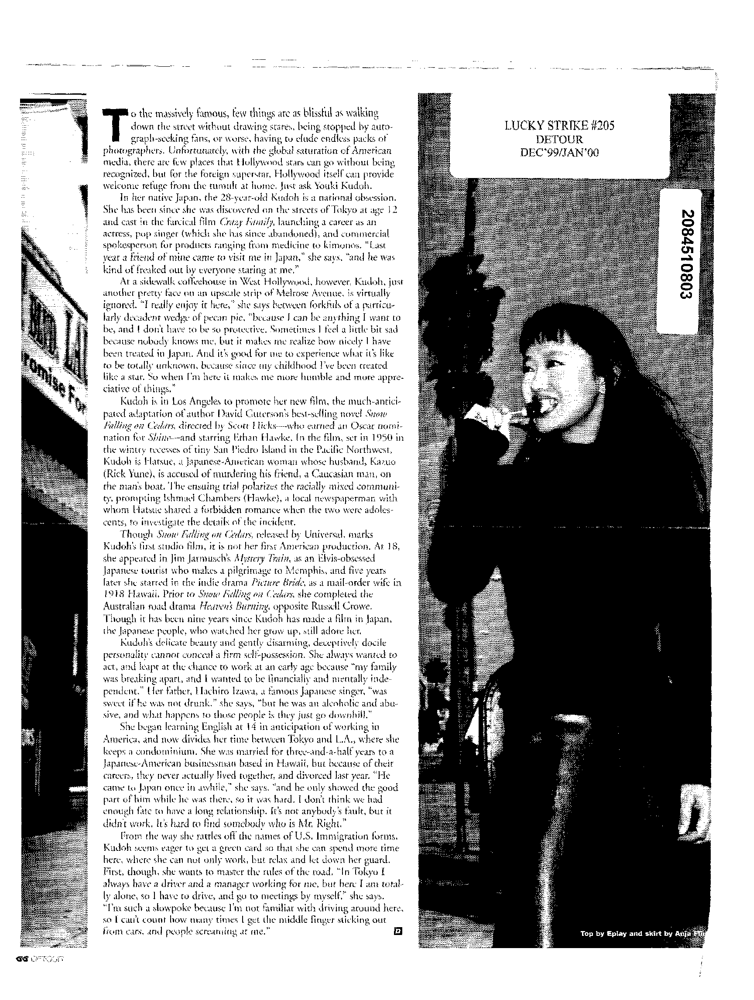 To the massively famous, few things are as blissful as walking
down the street without drawing stares, being stopped by auto-
graph-seeking fans, or worse, having to elude endless packs of
photographers. Unfortunately, with the global saturation of American
media, there are few places that Hollywood stars can go without being
recognized, but for the foreign superstar, Hollywood itself can provide
welcome refuge from the tumult at home. Just ask Youki Kudoh.
In her native Japan, the 28-year-old Kudoh is a national obsession.
She has been since she was discovered on the streets of Tokyo at age 12
and cast in the farcical film Crazy Family, launching a career as an
actress, pop singer (which she has since abandoned), and commercial
spokesperson for products ranging from medicine to kimonos. "Last
year a friend of mine came to visit me in Japan," she says, "and he was
kind of freaked out by everyone staring at me."
At a sidewalk coffeehouse in West Hollywood, however, Kudoh, just
another pretty face on an upscale strip of Melrose Avenue, is virtually
ignored. "I really enjoy it here," she says between forkfuls of a particu-
larly decadent wedge of pecan pie, "because I can be anything I want to
be, and I don't have to be so protective. Sometimes I feel a little bit sad
because nobody knows me, but it makes me realize how nicely I have
been treated in Japan. And it's good for me to experience what it's like
to be totally unknown, because since my childhood I've been treated
like a star. So when I'm here it makes me more humble and more appre-
ciative of things."
Kudoh is in Los Angeles to promote her new film, the much-antici-
pated adaptation of author David Guterson's best-selling novel Snow
Falling on Cedars, directed by Scott Hicks—who earned an Oscar nomi-
nation for Shine—and starring Ethan Hawke. In the film, set in 1950 in
the wintry recesses of tiny San Piedro Island in the Pacific Northwest,
Kudoh is Hatsue, a Japanese-American woman whose husband, Kazuo
(Rick Yune), is accused of murdering his friend, a Caucasian man, on
the man's boat. The ensuing trial polarizes the racially mixed communi-
ty, prompting Ishmael Chambers (Hawke), a local newspaperman with
whom Hatsue shared a forbidden romance when the two were adoles-
cents, to investigate the details of the incident.
Though Snow Falling on Cedars, released by Universal, marks
Kudoh's first studio film, it is not her first American production. At 18,
she appeared in Jim Jarmusch's Mystery Train, as an Elvis-obsessed
Japanese tourist who makes a pilgrimage to Memphis, and five years
later she starred in the indie drama Picture Bride, as a mail-order wife in
1918 Hawaii. Prior to Snow Falling on Cedars, she completed the
Australian road drama Heaven's Burning, opposite Russell Crowe.
Though it has been nine years since Kudoh has made a film in Japan,
the Japanese people, who watched her grow up, still adore her.
Kudoh's delicate beauty and gently disarming, deceptively docile
personality cannot conceal a firm self-possession. She always wanted to
act, and leapt at the chance to work at an early age because "my family
was breaking apart, and I wanted to be financially and mentally inde-
pendent." Her father, Hachiro Izawa, a famous Japanese singer, "was
sweet if he was not drunk," she says, "but he was an alcoholic and abu-
sive, and what happens to those people is they just go downhill."
She began learning English at 14 in anticipation of working in
America, and now divides her time between Tokyo and L.A., where she
keeps a condominium. She was married for three-and-a-half years to a
Japanese-American businessman based in Hawaii, but because of their
careers, they never actually lived together, and divorced last year. "He
came to Japan once in awhile," she says, "and he only showed the good
part of him while he was there, so it was hard. I don't think we had
enough fate to have a long relationship. It's not anybody's fault, but it
didn't work. It's hard to find somebody who is Mr. Right."
From the way she rattles off the names of U.S. Immigration forms,
Kudoh seems eager to get a green card so that she can spend more time
here, where she can not only work, but relax and let down her guard.
First, though, she wants to master the rules of the road. "In Tokyo I
always have a driver and a manager working for me, but here I am total-
ly alone, so I have to drive, and go to meetings by myself," she says.
"I'm such a slowpoke because I'm not familiar with driving around here,
so I can't count how many times I get the middle finger sticking out
from cars, and people screaming at me."
LUCKY STRIKE #205
DETOUR
DEC'99/JAN'00
2084510803
romise For
Top by Eplay and skirt by Anja
DETOUR